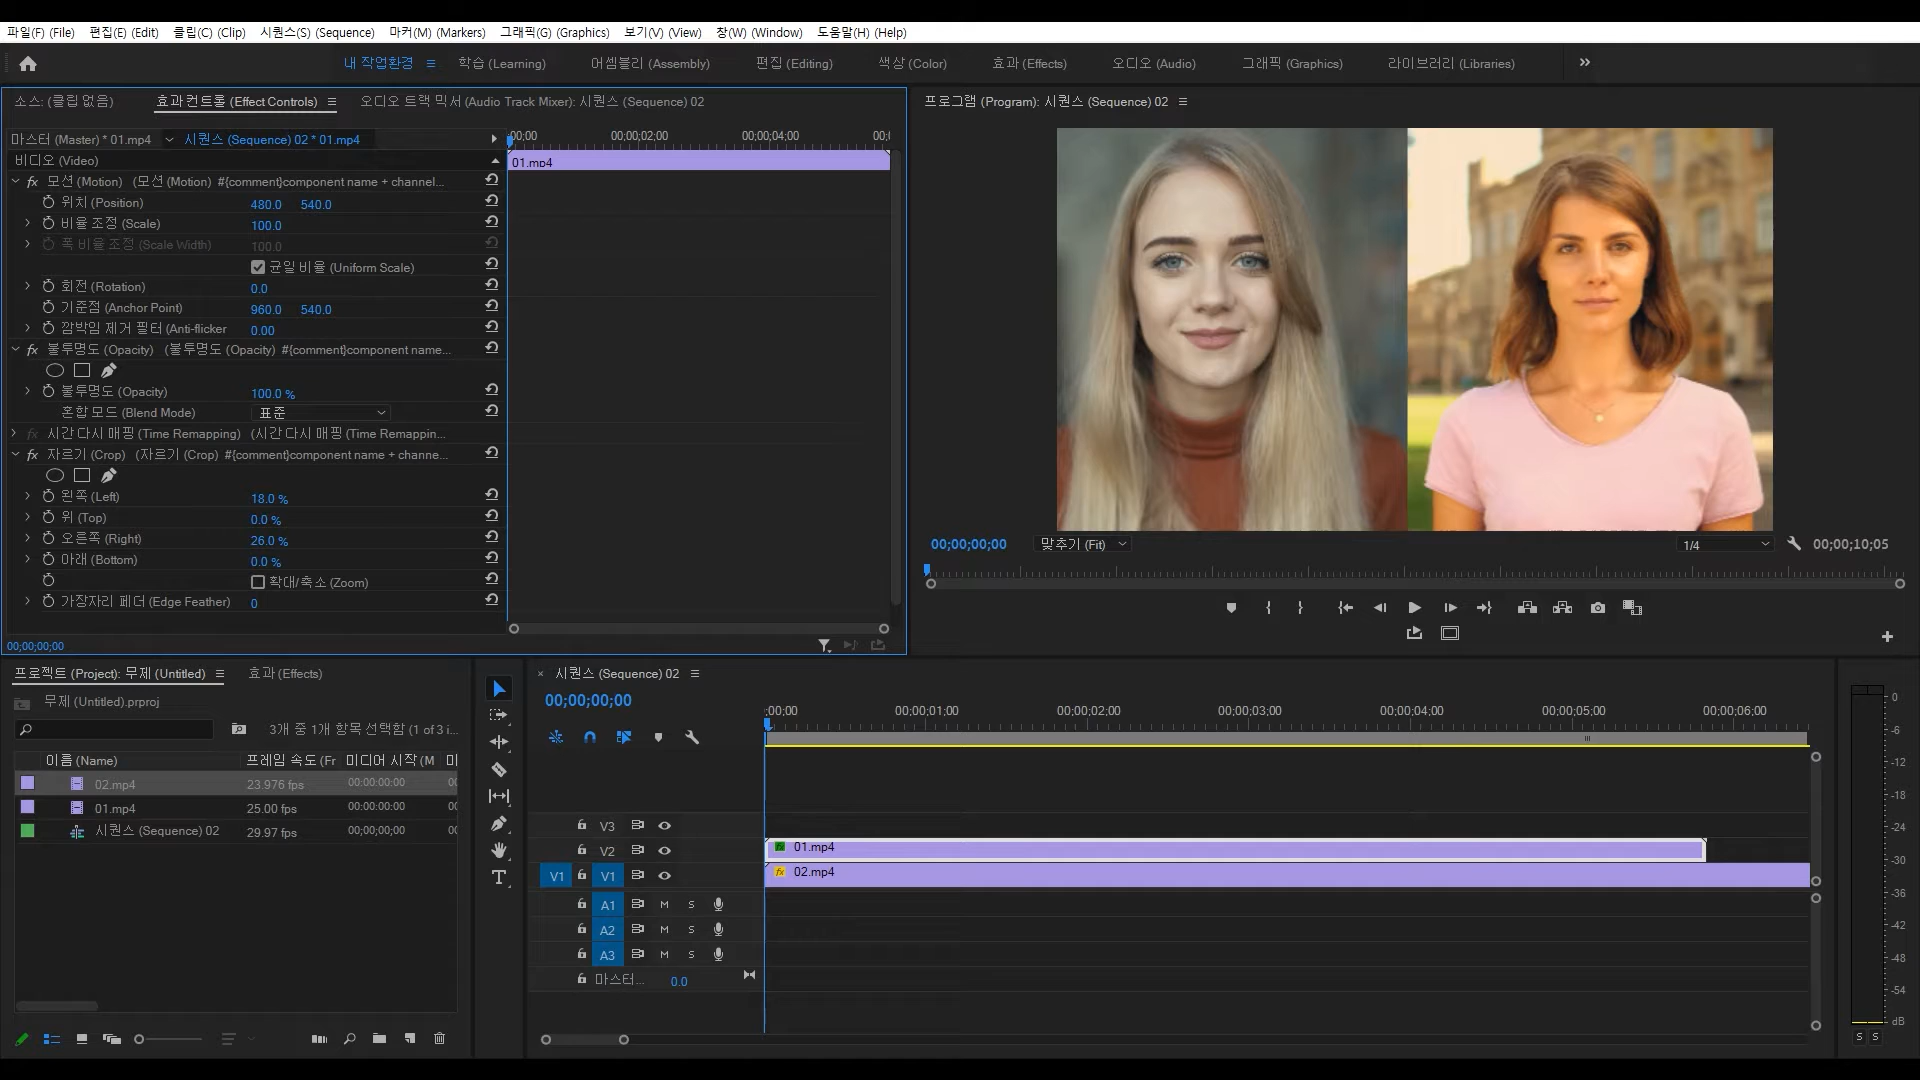 파일(F) (File) 편집(E) (Edit) 클립(C) (Clip) 시퀀스(S) (Sequence) 마커(M) (Markers) 그래픽(G) (Graphics) 보기(V) (View) 창(W) (Window) 도움말(H) (Help)
내 작업환경 학습 (Learning) 어셈블리 (Assembly) 편집 (Editing) 색상 (Color) 효과 (Effects) 오디오 (Audio) 그래픽 (Graphics) 라이브러리 (Libraries)
소스: (클립 없음) 효과 컨트롤 (Effect Controls) 오디오 트랙 믹서 (Audio Track Mixer): 시퀀스 (Sequence) 02
마스터 (Master) * 01.mp4 시퀀스 (Sequence) 02 * 01.mp4
:00;00 00;00;02;00 00;00;04;00 00;(
비디오 (Video)
01.mp4
fx 모션 (Motion) (모션 (Motion) #{comment}component name + channel...
위치 (Position) 480.0 540.0
비율 조정 (Scale) 100.0
폭 비율 조정 (Scale Width) 100.0
균일 비율 (Uniform Scale)
회전 (Rotation) 0.0
기준점 (Anchor Point) 960.0 540.0
깜박임 제거 필터 (Anti-flicker 0.00
fx 불투명도 (Opacity) (불투명도 (Opacity) #{comment}component name...
불투명도 (Opacity) 100.0 %
혼합 모드 (Blend Mode) 표준
fx 시간 다시 매핑 (Time Remapping) (시간 다시 매핑 (Time Remappin...
fx 자르기 (Crop) (자르기 (Crop) #{comment}component name + channe...
왼쪽 (Left) 18.0 %
위 (Top) 0.0 %
오른쪽 (Right) 26.0 %
아래 (Bottom) 0.0 %
확대/축소 (Zoom)
가장자리 페더 (Edge Feather) 0
00;00;00;00
프로그램 (Program): 시퀀스 (Sequence) 02
00;00;00;00 맞추기 (Fit) 1/4 00;00;10;05
프로젝트 (Project): 무제 (Untitled) 효과 (Effects)
무제 (Untitled).prproj
3개 중 1개 항목 선택함 (1 of 3 i...
이름 (Name) 프레임 속도 (Fr 미디어 시작 (M 미
02.mp4 23.976 fps 00:00:00:00 00
01.mp4 25.00 fps 00:00:00:00 00
시퀀스 (Sequence) 02 29.97 fps 00;00;00;00 00
× 시퀀스 (Sequence) 02
00;00;00;00
:00;00 00;00;01;00 00;00;02;00 00;00;03;00 00;00;04;00 00;00;05;00 00;00;06;00
V3
V2 fx 01.mp4
V1 V1 fx 02.mp4
A1 M S
A2 M S
A3 M S
마스터... 0.0
0
-6
-12
-18
-24
-30
-36
-42
-48
-54
dB
S S